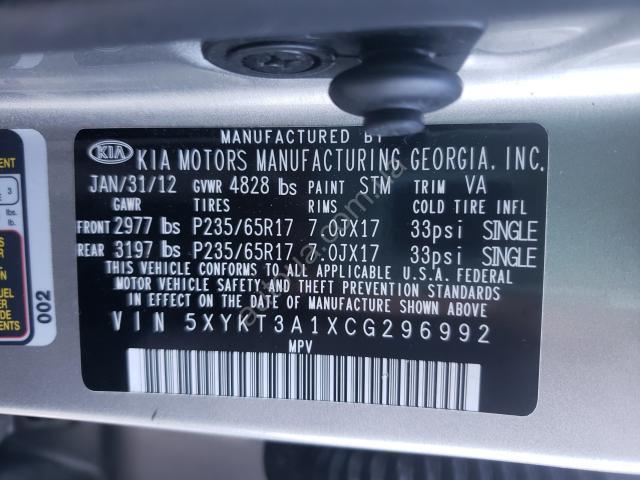 MANUFACTURED BY
KIA KIA MOTORS MANUFACTURING GEORGIA, INC.
JAN/31/12 GVWR 4828 lbs PAINT STM TRIM VA
GAWR TIRES RIMS COLD TIRE INFL
FRONT 2977 lbs P235/65R17 7.0JX17 33psi SINGLE
REAR 3197 lbs P235/65R17 7.0JX17 33psi SINGLE
THIS VEHICLE CONFORMS TO ALL APPLICABLE U.S.A. FEDERAL
MOTOR VEHICLE SAFETY, THEFT PREVENTION STANDARDS
IN EFFECT ON THE DATE OF MANUFACTURE SHOWN ABOVE
VIN 5XYKT3A1XCG296992
MPV
002
3
lbs.